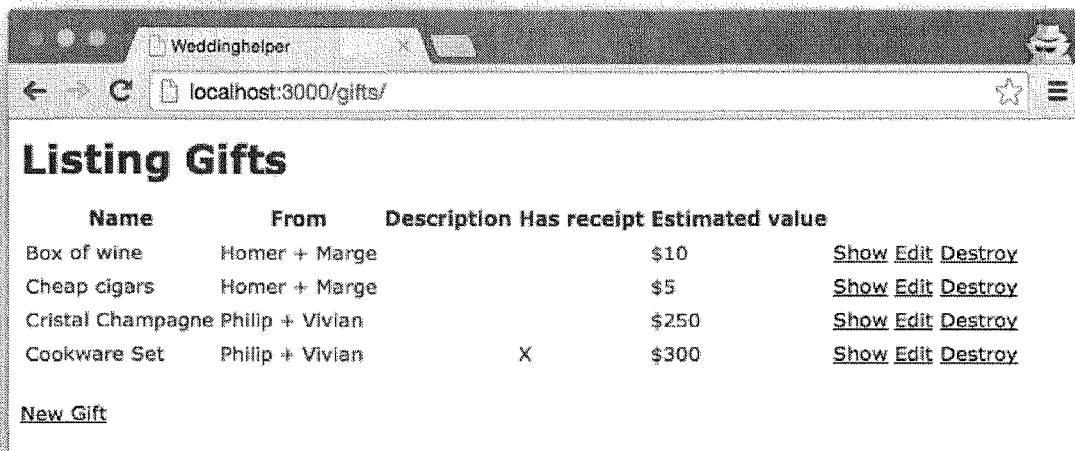 Weddinghelper
localhost:3000/gifts/
Listing Gifts
Name From Description Has receipt Estimated value
Box of wine Homer + Marge $10 Show Edit Destroy
Cheap cigars Homer + Marge $5 Show Edit Destroy
Cristal Champagne Philip + Vivian $250 Show Edit Destroy
Cookware Set Philip + Vivian X $300 Show Edit Destroy
New Gift